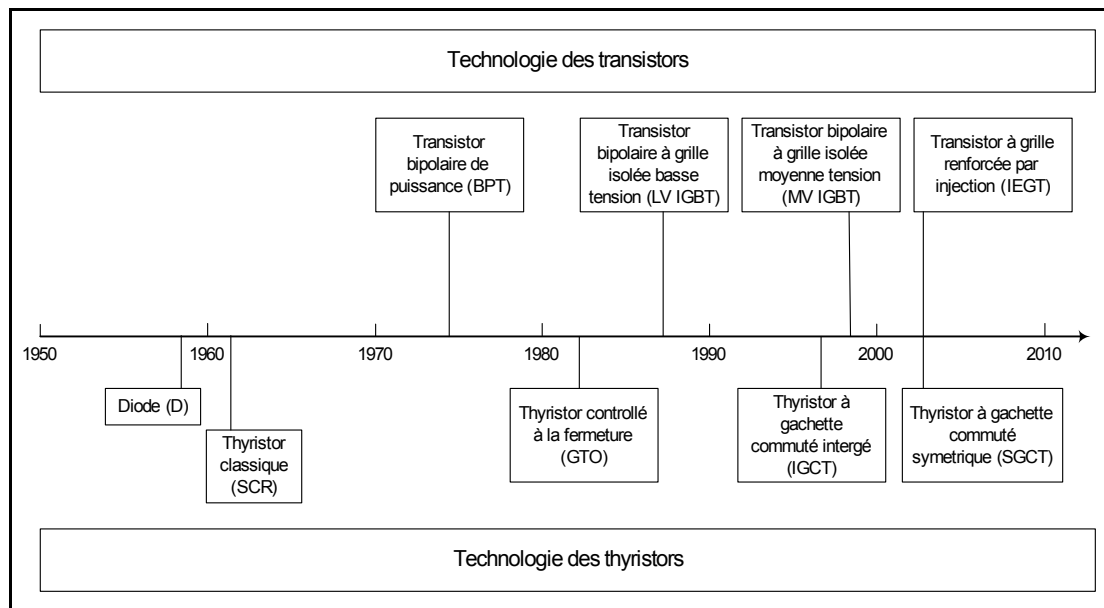 Technologie des transistors
Transistor
bipolaire de
puissance (BPT)
Transistor
bipolaire à grille
isolée basse
tension (LV IGBT)
Transistor bipolaire
à grille isolée
moyenne tension
(MV IGBT)
Transistor à grille
renforcée par
injection (IEGT)
1950
1960
1970
1980
1990
2000
2010
Diode (D)
Thyristor
classique
(SCR)
Thyristor controllé
à la fermeture
(GTO)
Thyristor à
gachette
commuté intergé
(IGCT)
Thyristor à gachette
commuté
symetrique (SGCT)
Technologie des thyristors